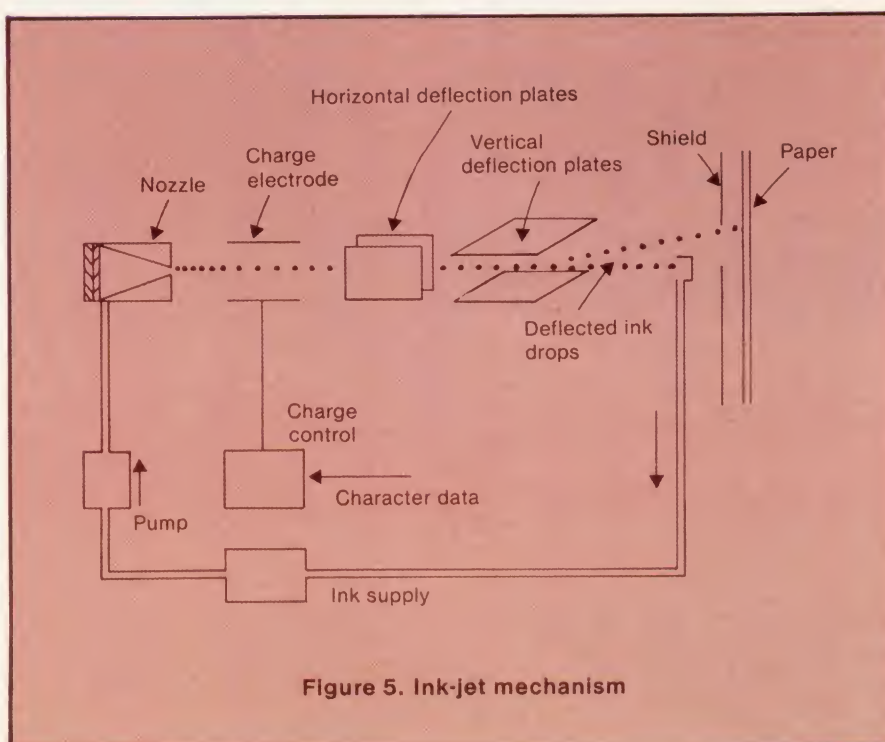 Horizontal deflection plates
Vertical
deflection plates
Shield
Paper
Charge
electrode
Nozzle
Deflected ink
drops
Charge
control
Character data
Pump
Ink supply
Figure 5. Ink-jet mechanism